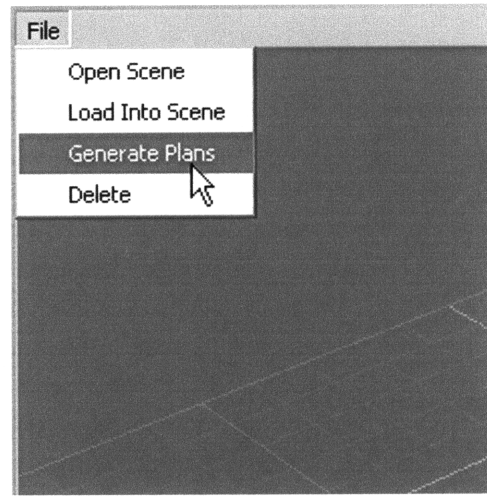 File
Open Scene
Load Into Scene
Generate Plans
Delete